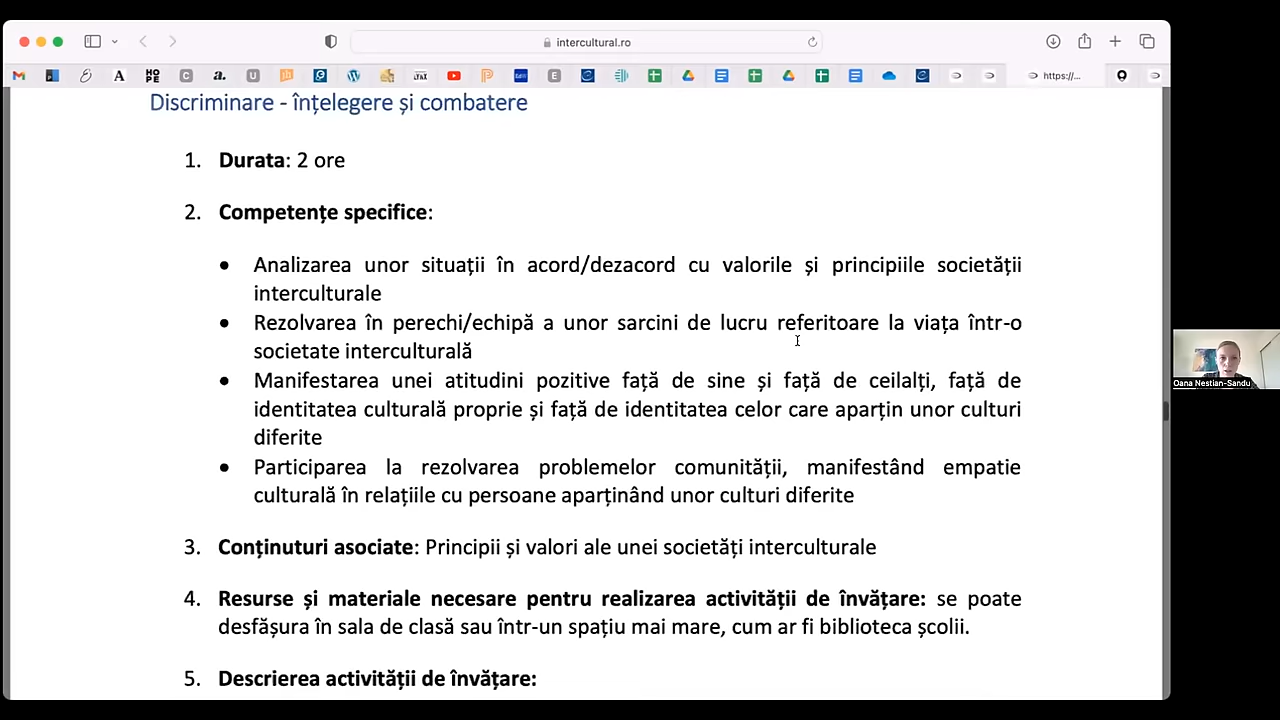 intercultural.ro
https://...
Discriminare - înțelegere și combatere
1. Durata: 2 ore
2. Competențe specifice:
• Analizarea unor situații în acord/dezacord cu valorile și principiile societății
interculturale
• Rezolvarea în perechi/echipă a unor sarcini de lucru referitoare la viața într-o
societate interculturală
• Manifestarea unei atitudini pozitive față de sine și față de ceilalți, față de
identitatea culturală proprie și față de identitatea celor care aparțin unor culturi
diferite
• Participarea la rezolvarea problemelor comunității, manifestând empatie
culturală în relațiile cu persoane aparținând unor culturi diferite
3. Conținuturi asociate: Principii și valori ale unei societăți interculturale
4. Resurse și materiale necesare pentru realizarea activității de învățare: se poate
desfășura în sala de clasă sau într-un spațiu mai mare, cum ar fi biblioteca școlii.
5. Descrierea activității de învățare:
Oana Nestian-Sandu